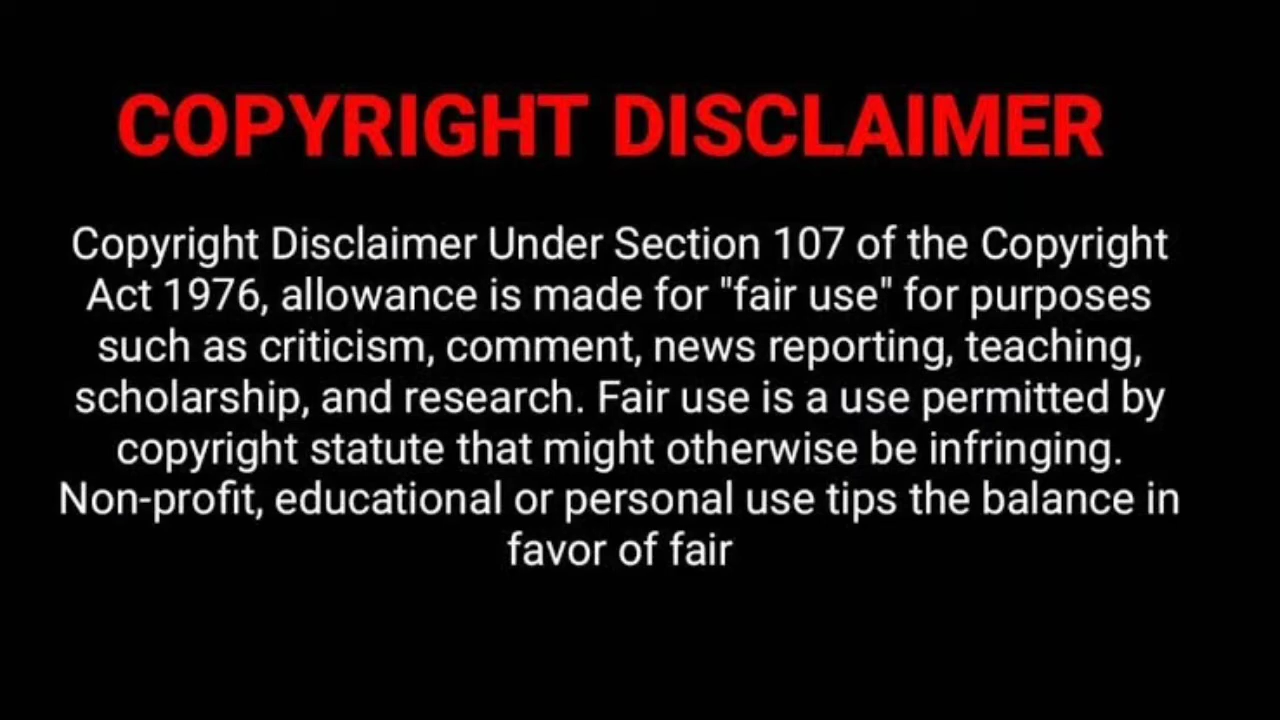 COPYRIGHT DISCLAIMER
Copyright Disclaimer Under Section 107 of the Copyright
Act 1976, allowance is made for "fair use" for purposes
such as criticism, comment, news reporting, teaching,
scholarship, and research. Fair use is a use permitted by
copyright statute that might otherwise be infringing.
Non-profit, educational or personal use tips the balance in
favor of fair